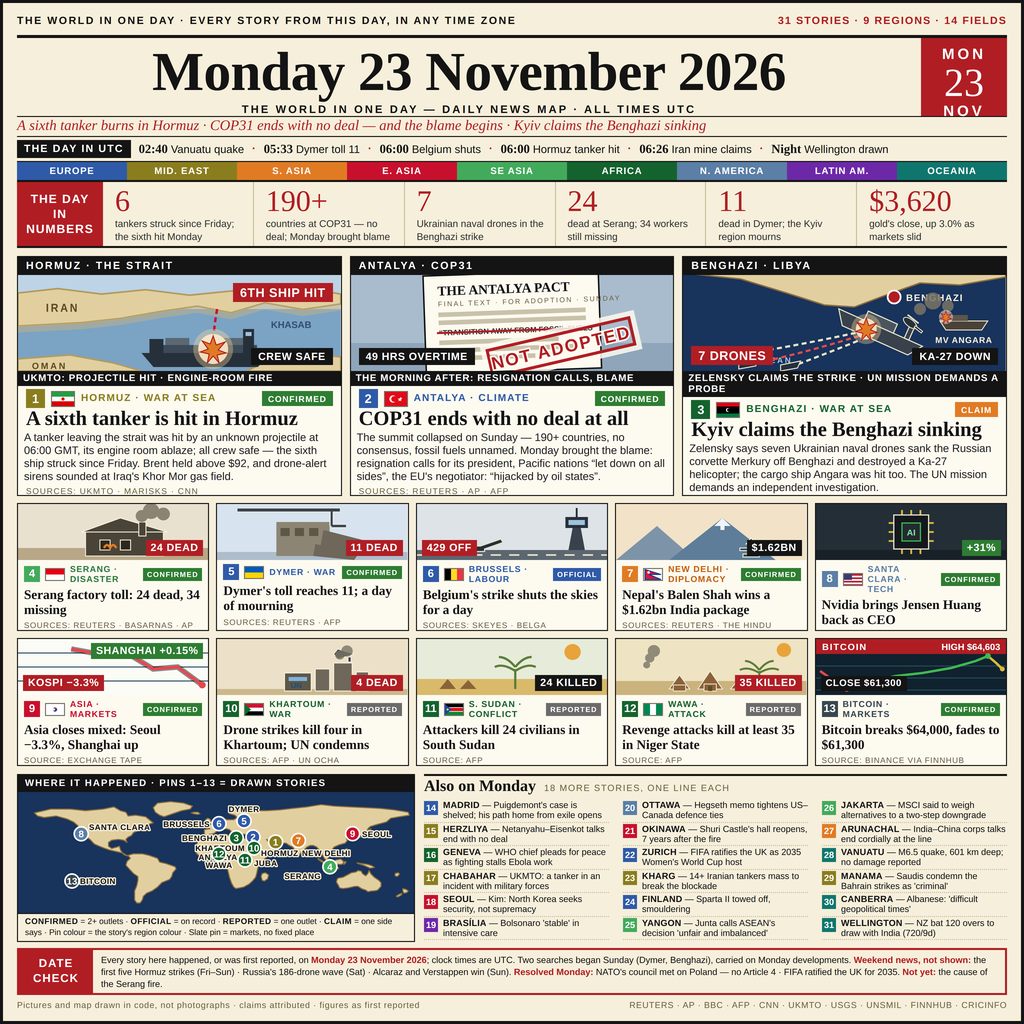 THE WORLD IN ONE DAY · EVERY STORY FROM THIS DAY, IN ANY TIME ZONE
31 STORIES · 9 REGIONS · 14 FIELDS
Monday 23 November 2026
THE WORLD IN ONE DAY — DAILY NEWS MAP · ALL TIMES UTC
MON
23
NOV
A sixth tanker burns in Hormuz · COP31 ends with no deal — and the blame begins · Kyiv claims the Benghazi sinking
THE DAY IN UTC 02:40 Vanuatu quake · 05:33 Dymer toll 11 · 06:00 Belgium shuts · 06:00 Hormuz tanker hit · 06:26 Iran mine claims · Night Wellington drawn
EUROPE MID. EAST S. ASIA E. ASIA SE ASIA AFRICA N. AMERICA LATIN AM. OCEANIA
THE DAY
IN
NUMBERS
6
tankers struck since Friday;
the sixth hit Monday
190+
countries at COP31 — no
deal; Monday brought blame
7
Ukrainian naval drones in the
Benghazi strike
24
dead at Serang; 34 workers
still missing
11
dead in Dymer; the Kyiv
region mourns
$3,620
gold's close, up 3.0% as
markets slid
HORMUZ · THE STRAIT
6TH SHIP HIT
IRAN
KHASAB
OMAN
CREW SAFE
UKMTO: PROJECTILE HIT · ENGINE-ROOM FIRE
1 HORMUZ · WAR AT SEA CONFIRMED
A sixth tanker is hit in Hormuz
A tanker leaving the strait was hit by an unknown projectile at
06:00 GMT, its engine room ablaze; all crew safe — the sixth
ship struck since Friday. Brent held above $92, and drone-alert
sirens sounded at Iraq's Khor Mor gas field.
SOURCES: UKMTO · MARISKS · CNN
ANTALYA · COP31
THE ANTALYA PACT
FINAL TEXT · FOR ADOPTION · SUNDAY
"TRANSITION AWAY FROM
NOT ADOPTED
49 HRS OVERTIME
THE MORNING AFTER: RESIGNATION CALLS, BLAME
2 ANTALYA · CLIMATE CONFIRMED
COP31 ends with no deal at all
The summit collapsed on Sunday — 190+ countries, no
consensus, fossil fuels unnamed. Monday brought the blame:
resignation calls for its president, Pacific nations “let down on all
sides”, the EU's negotiator: “hijacked by oil states”.
SOURCES: REUTERS · AP · AFP
BENGHAZI · LIBYA
BENGHAZI
MV ANGARA
7 DRONES
KA-27 DOWN
ZELENSKY CLAIMS THE STRIKE · UN MISSION DEMANDS A
PROBE
3 BENGHAZI · WAR AT SEA CLAIM
Kyiv claims the Benghazi sinking
Zelensky says seven Ukrainian naval drones sank the Russian
corvette Merkury off Benghazi and destroyed a Ka-27
helicopter; the cargo ship Angara was hit too. The UN mission
demands an independent investigation.
24 DEAD
4 SERANG ·
DISASTER
CONFIRMED
Serang factory toll: 24 dead, 34
missing
SOURCES: REUTERS · BASARNAS · AP
11 DEAD
5 DYMER · WAR CONFIRMED
Dymer's toll reaches 11; a day
of mourning
SOURCES: REUTERS · AFP
429 OFF
6 BRUSSELS ·
LABOUR
OFFICIAL
Belgium's strike shuts the skies
for a day
SOURCES: SKEYES · BELGA
$1.62BN
7 NEW DELHI ·
DIPLOMACY
CONFIRMED
Nepal's Balen Shah wins a
$1.62bn India package
SOURCES: REUTERS · THE HINDU
AI
+31%
8 SANTA
CLARA ·
TECH
CONFIRMED
Nvidia brings Jensen Huang
back as CEO
SHANGHAI +0.15%
KOSPI −3.3%
9 ASIA ·
MARKETS
CONFIRMED
Asia closes mixed: Seoul
−3.3%, Shanghai up
SOURCE: EXCHANGE TAPE
4 DEAD
10 KHARTOUM ·
WAR
REPORTED
Drone strikes kill four in
Khartoum; UN condemns
SOURCES: AFP · UN OCHA
24 KILLED
11 S. SUDAN ·
CONFLICT
REPORTED
Attackers kill 24 civilians in
South Sudan
SOURCE: AFP
35 KILLED
12 WAWA ·
ATTACK
REPORTED
Revenge attacks kill at least 35
in Niger State
SOURCE: AFP
BITCOIN HIGH $64,603
CLOSE $61,300
13 BITCOIN ·
MARKETS
CONFIRMED
Bitcoin breaks $64,000, fades to
$61,300
SOURCE: BINANCE VIA FINNHUB
WHERE IT HAPPENED · PINS 1–13 = DRAWN STORIES
DYMER
BRUSSELS 6 5
8 SANTA CLARA
9 SEOUL
BENGHAZI 3 2 1 7
KHARTOUM 10 HORMUZ NEW DELHI
12 11 JUBA
WAWA
SERANG 4
13 BITCOIN
CONFIRMED = 2+ outlets · OFFICIAL = on record · REPORTED = one outlet · CLAIM = one side
says · Pin colour = the story's region colour · Slate pin = markets, no fixed place
Also on Monday 18 MORE STORIES, ONE LINE EACH
14 MADRID — Puigdemont's case is
shelved; his path home from exile opens
15 HERZLIYA — Netanyahu–Eisenkot talks
end with no deal
16 GENEVA — WHO chief pleads for peace
as fighting stalls Ebola work
17 CHABAHAR — UKMTO: a tanker in an
incident with military forces
18 SEOUL — Kim: North Korea seeks
security, not supremacy
19 BRASÍLIA — Bolsonaro 'stable' in
intensive care
20 OTTAWA — Hegseth memo tightens US–
Canada defence ties
21 OKINAWA — Shuri Castle's hall reopens,
7 years after the fire
22 ZURICH — FIFA ratifies the UK as 2035
Women's World Cup host
23 KHARG — 14+ Iranian tankers mass to
break the blockade
24 FINLAND — Sparta II towed off,
smouldering
25 YANGON — Junta calls ASEAN's
decision 'unfair and imbalanced'
26 JAKARTA — MSCI said to weigh
alternatives to a two-step downgrade
27 ARUNACHAL — India–China corps talks
end cordially at the line
28 VANUATU — M6.5 quake, 601 km deep;
no damage reported
29 MANAMA — Saudis condemn the
Bahrain strikes as 'criminal'
30 CANBERRA — Albanese: 'difficult
geopolitical times'
31 WELLINGTON — NZ bat 120 overs to
draw with India (720/9d)
DATE
CHECK
Every story here happened, or was first reported, on Monday 23 November 2026; clock times are UTC. Two searches began Sunday (Dymer, Benghazi), carried on Monday developments. Weekend news, not shown: the
first five Hormuz strikes (Fri–Sun) · Russia's 186-drone wave (Sat) · Alcaraz and Verstappen win (Sun). Resolved Monday: NATO's council met on Poland — no Article 4 · FIFA ratified the UK for 2035. Not yet: the cause of
the Serang fire.
Pictures and map drawn in code, not photographs · claims attributed · figures as first reported
REUTERS · AP · BBC · AFP · CNN · UKMTO · USGS · UNSMIL · FINNHUB · CRICINFO